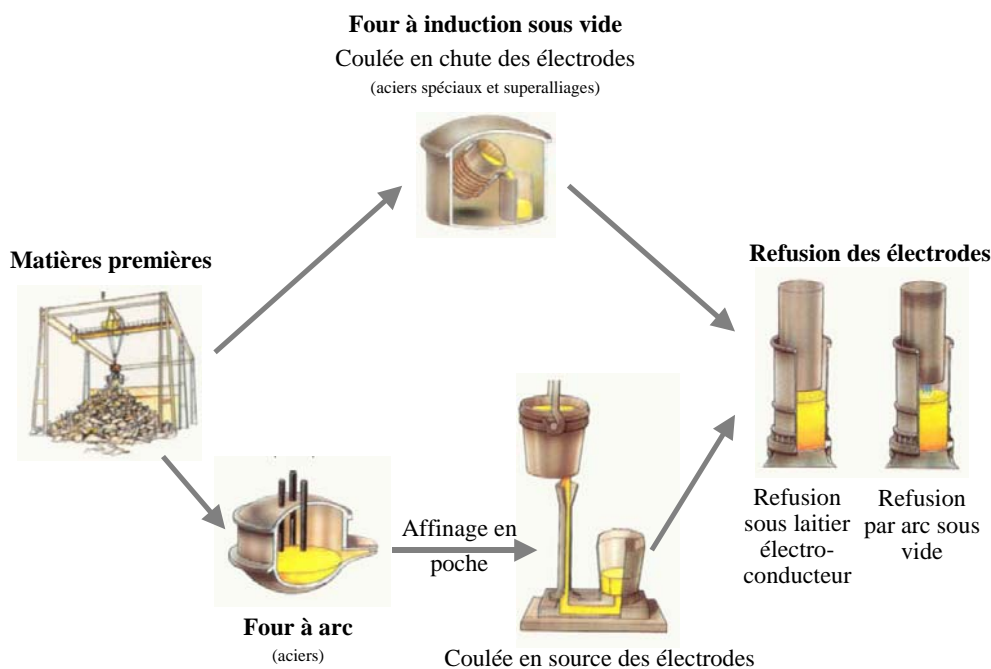 Four à induction sous vide
Coulée en chute des électrodes
(aciers spéciaux et superalliages)
Matières premières
Refusion des électrodes
Refusion
sous laitier
électro-
conducteur
Refusion
par arc sous
vide
Affinage en
poche
Four à arc
(aciers)
Coulée en source des électrodes